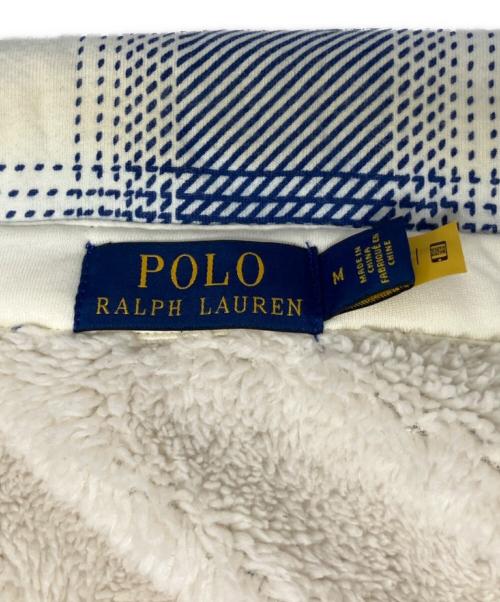 POLO
RALPH LAUREN
M
MADE IN
CHINA
FABRIQUÉ EN
CHINE